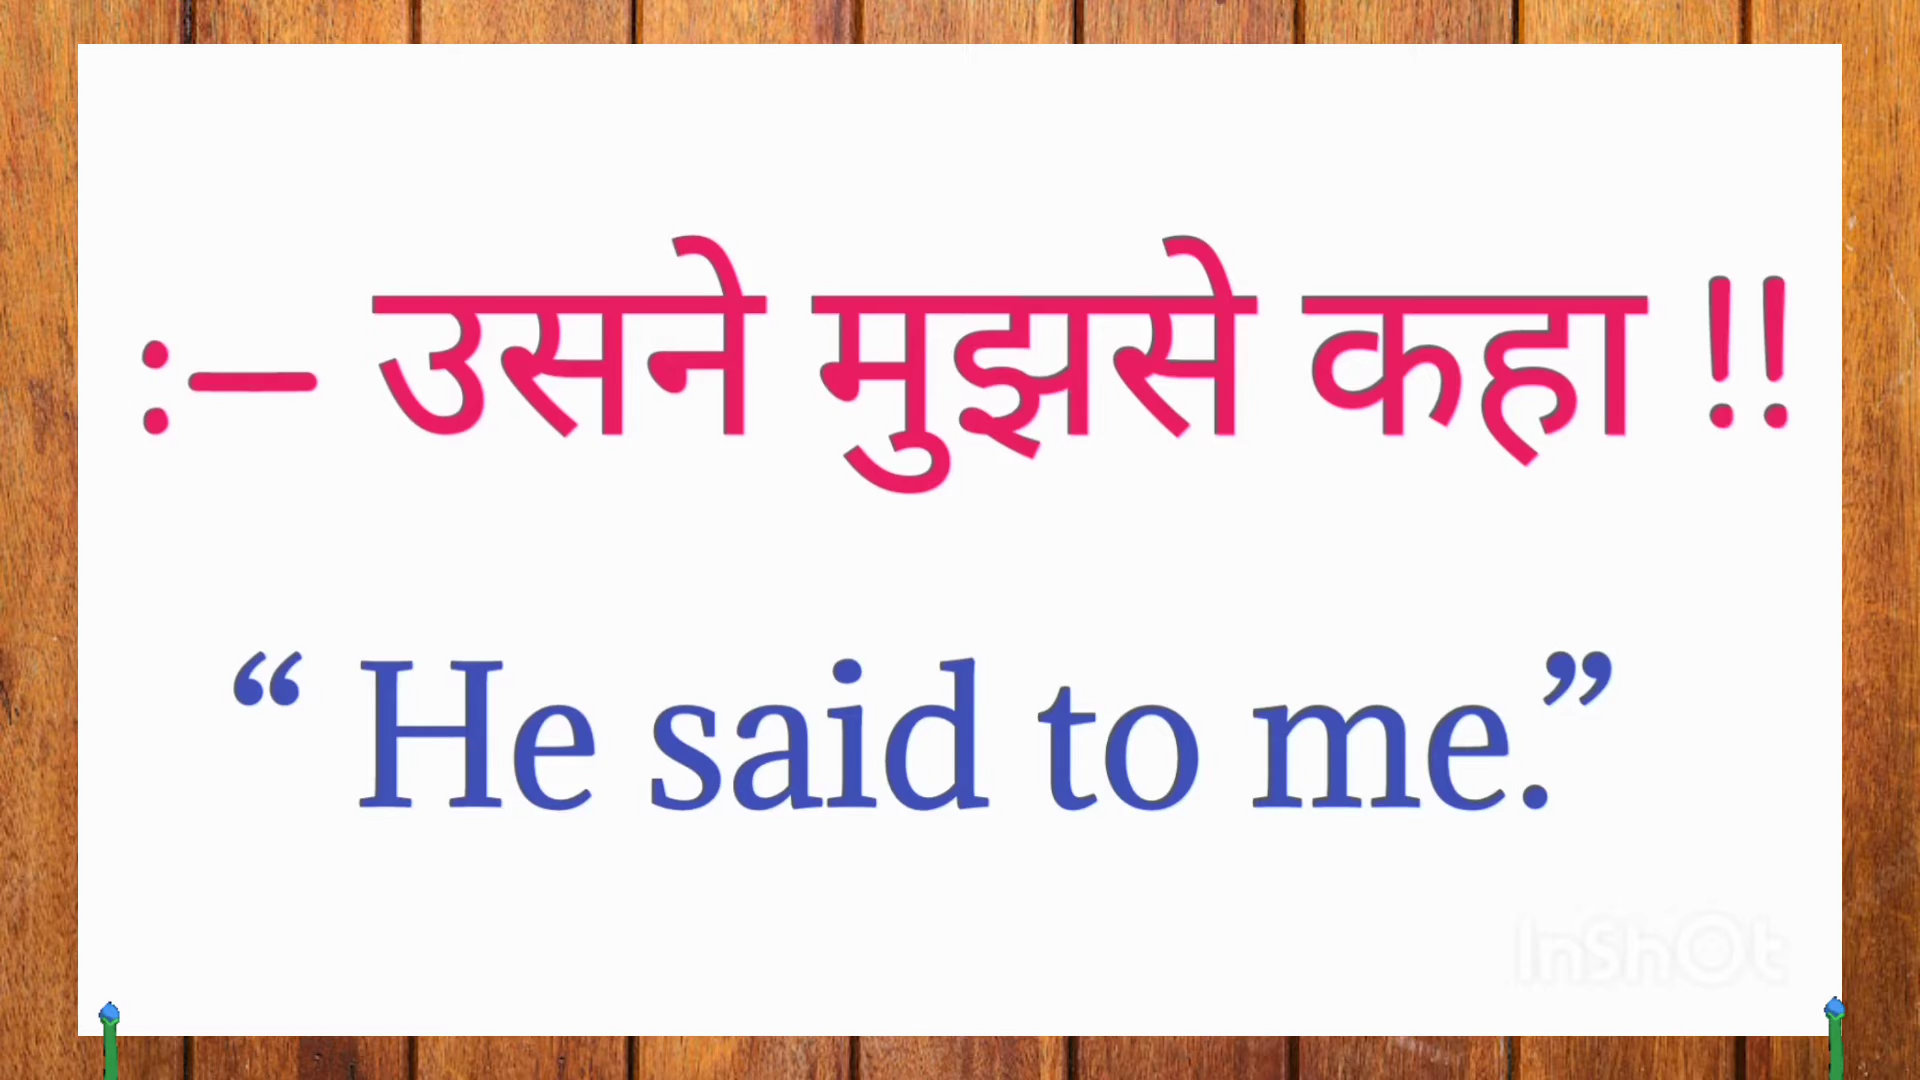 :– उसने मुझसे कहा !!
“ He said to me.”
InShOt